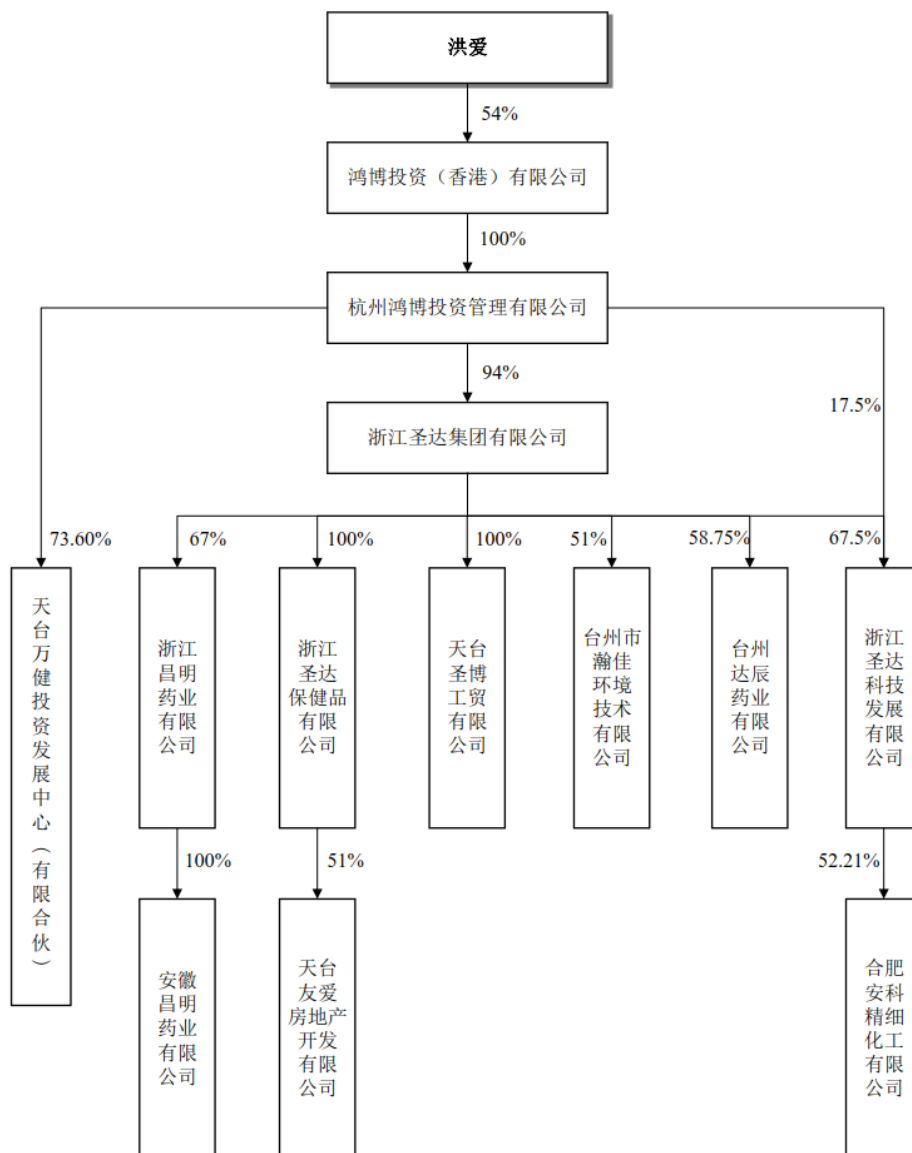 洪爱
54%
鸿博投资（香港）有限公司
100%
杭州鸿博投资管理有限公司
94%
17.5%
浙江圣达集团有限公司
73.60%
67%
100%
100%
51%
58.75%
67.5%
天台万健投资发展中心（有限合伙）
浙江
昌明
药业
有限
公司
浙江
圣达
保健品
有限
公司
天台
圣博
工贸
有限
公司
台州市
瀚佳
环境
技术
有限
公司
台州
达辰
药业
有限
公司
浙江
圣达
科技
发展
有限
公司
100%
51%
52.21%
安徽
昌明
药业
有限
公司
天台
友爱
房地产
开发
有限
公司
合肥
安科
精细
化工
有限
公司